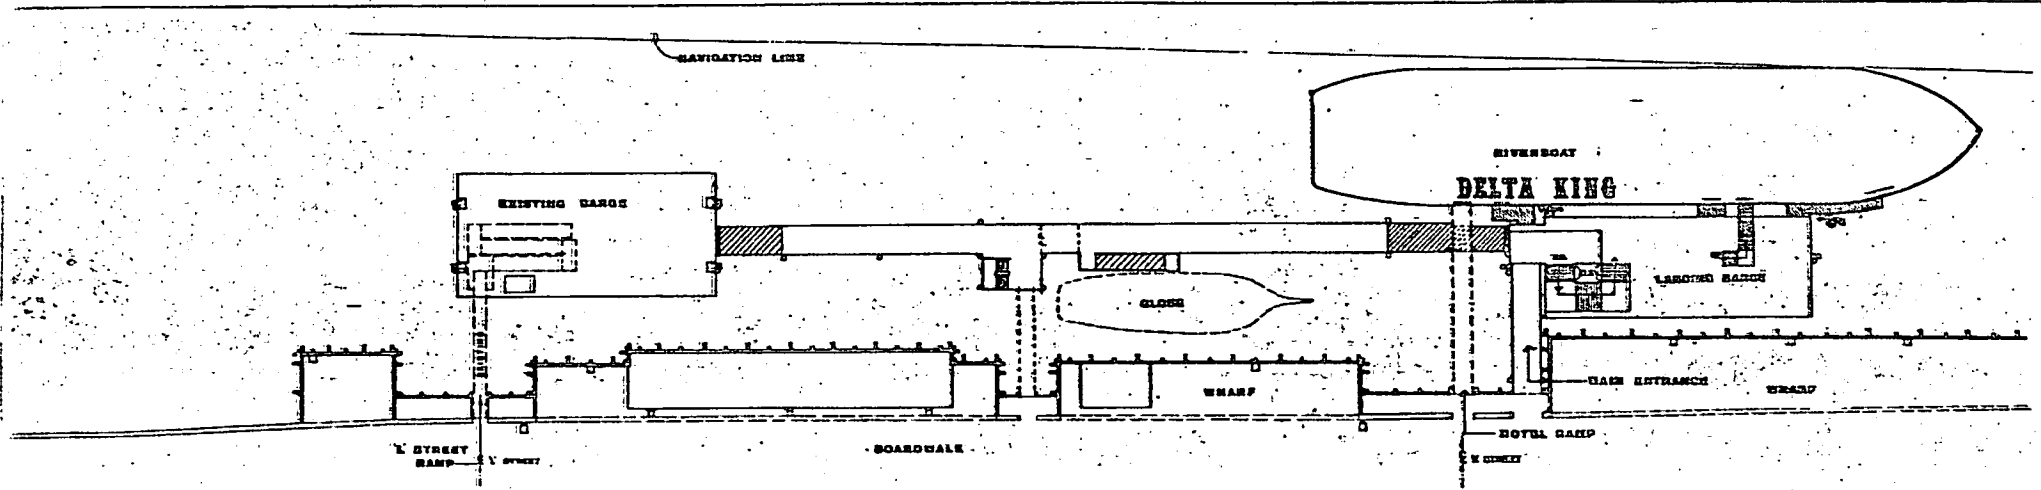 NAVIGATION LINE
RIVERBOAT
DELTA KING
EXISTING BARGE
LANDING BARGE
GLOBE
MAIN ENTRANCE
WHARF
WHARF
'L' STREET
RAMP
'L' STREET
BOARDWALK
HOTEL RAMP
'K' STREET